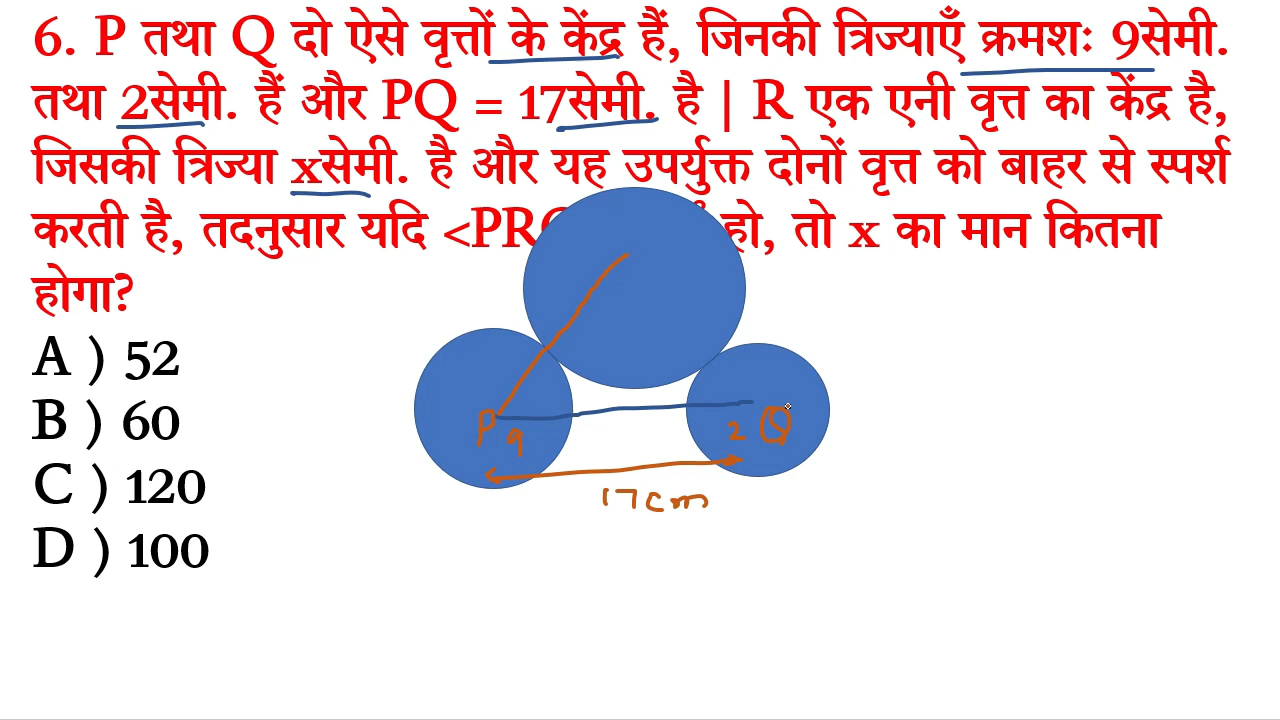 6. P तथा Q दो ऐसे वृत्तों के केंद्र हैं, जिनकी त्रिज्याएँ क्रमशः 9सेमी.
तथा 2सेमी. हैं और PQ = 17सेमी. है | R एक एनी वृत्त का केंद्र है,
जिसकी त्रिज्या xसेमी. है और यह उपर्युक्त दोनों वृत्त को बाहर से स्पर्श
करती है, तदनुसार यदि हो, तो x का मान कितना
होगा?
A ) 52
B ) 60
C ) 120
D ) 100
P 9
2 Q
17cm